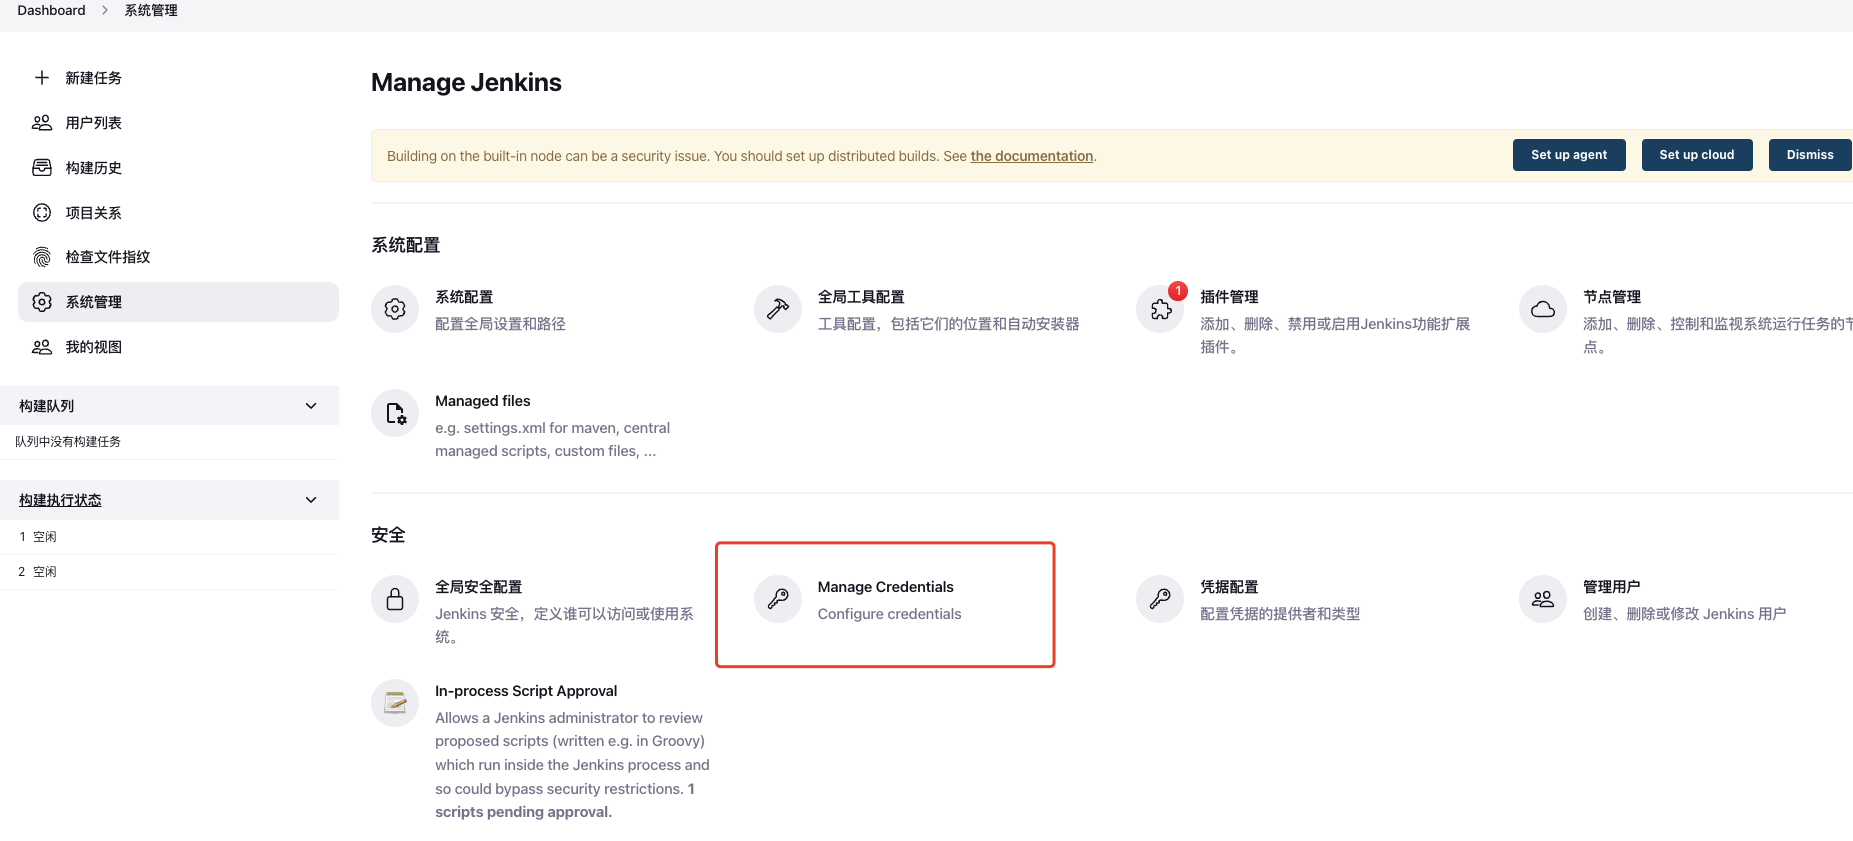 Dashboard > 系统管理
新建任务
用户列表
构建历史
项目关系
检查文件指纹
系统管理
我的视图
构建队列
队列中没有构建任务
构建执行状态
1 空闲
2 空闲
Manage Jenkins
Building on the built-in node can be a security issue. You should set up distributed builds. See the documentation.
Set up agent
Set up cloud
Dismiss
系统配置
系统配置
配置全局设置和路径
全局工具配置
工具配置，包括它们的位置和自动安装器
1
插件管理
添加、删除、禁用或启用Jenkins功能扩展
插件。
节点管理
添加、删除、控制和监视系统运行任务的节
点。
Managed files
e.g. settings.xml for maven, central
managed scripts, custom files, ...
安全
全局安全配置
Jenkins 安全，定义谁可以访问或使用系
统。
Manage Credentials
Configure credentials
凭据配置
配置凭据的提供者和类型
管理用户
创建、删除或修改 Jenkins 用户
In-process Script Approval
Allows a Jenkins administrator to review
proposed scripts (written e.g. in Groovy)
which run inside the Jenkins process and
so could bypass security restrictions. 1
scripts pending approval.